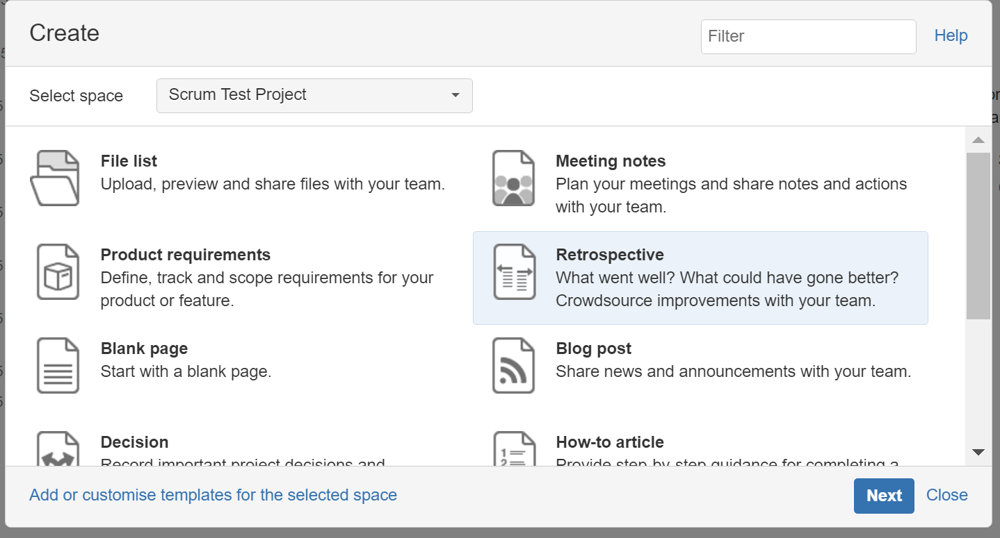 Create
Filter
Help
Select space
Scrum Test Project
File list
Upload, preview and share files with your team.
Meeting notes
Plan your meetings and share notes and actions
with your team.
Product requirements
Define, track and scope requirements for your
product or feature.
Retrospective
What went well? What could have gone better?
Crowdsource improvements with your team.
Blank page
Start with a blank page.
Blog post
Share news and announcements with your team.
Decision
Record important project decisions and
How-to article
Provide step-by-step guidance for completing a
Add or customise templates for the selected space
Next
Close